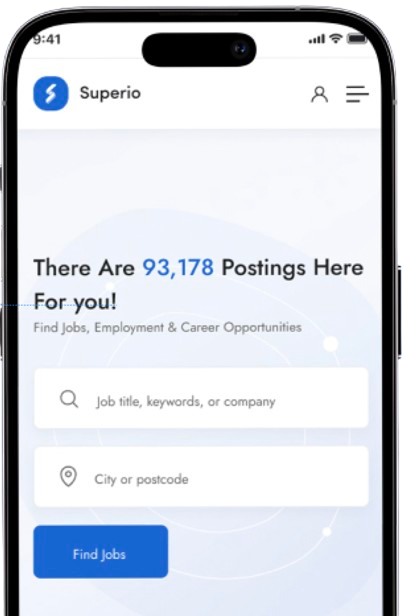 9:41
Superio
There Are 93,178 Postings Here
For you!
Find Jobs, Employment & Career Opportunities
Job title, keywords, or company
City or postcode
Find Jobs